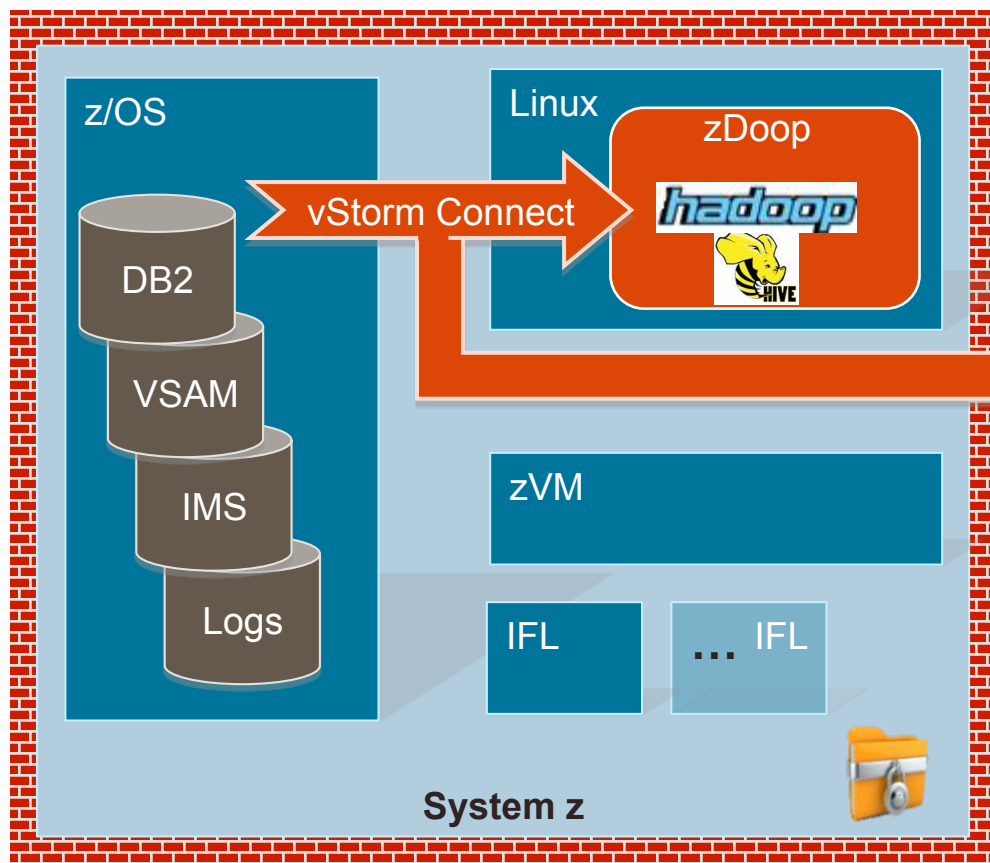 z/OS
DB2
VSAM
IMS
Logs
vStorm Connect
Linux
zDoop
hadoop
HIVE
zVM
IFL
... IFL
System z